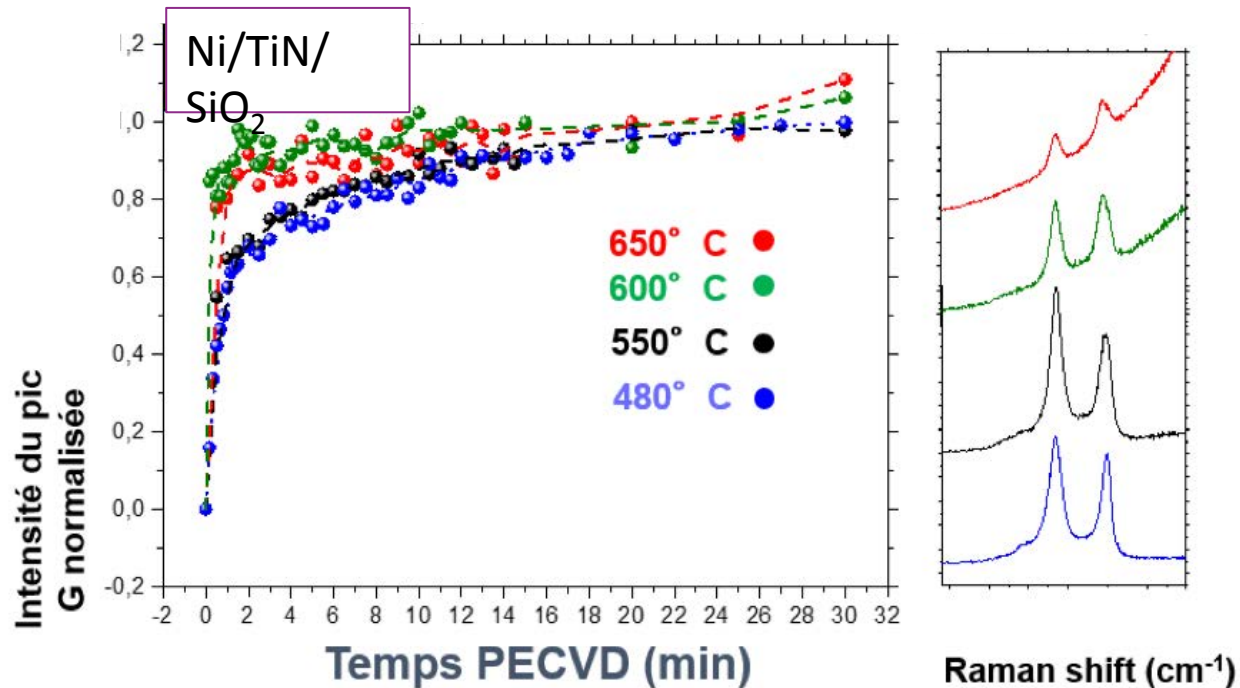 Ni/TiN/
SiO₂
,2
,0
0,8
0,6
0,4
0,2
0,0
-0,2
650° C
600° C
550° C
480° C
Intensité du pic
G normalisée
-2 0 2 4 6 8 10 12 14 16 18 20 22 24 26 28 30 32
Temps PECVD (min)
Raman shift (cm⁻¹)